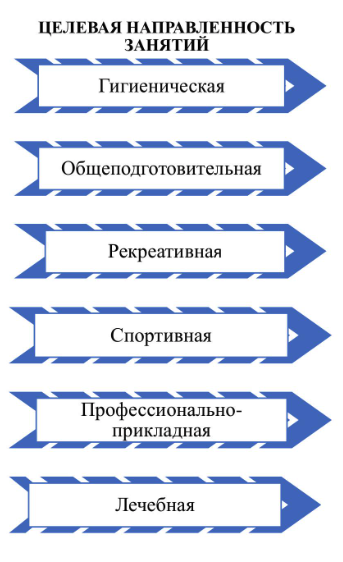 ЦЕЛЕВАЯ НАПРАВЛЕННОСТЬ
ЗАНЯТИЙ
Гигиеническая
Общеподготовительная
Рекреативная
Спортивная
Профессионально-
прикладная
Лечебная